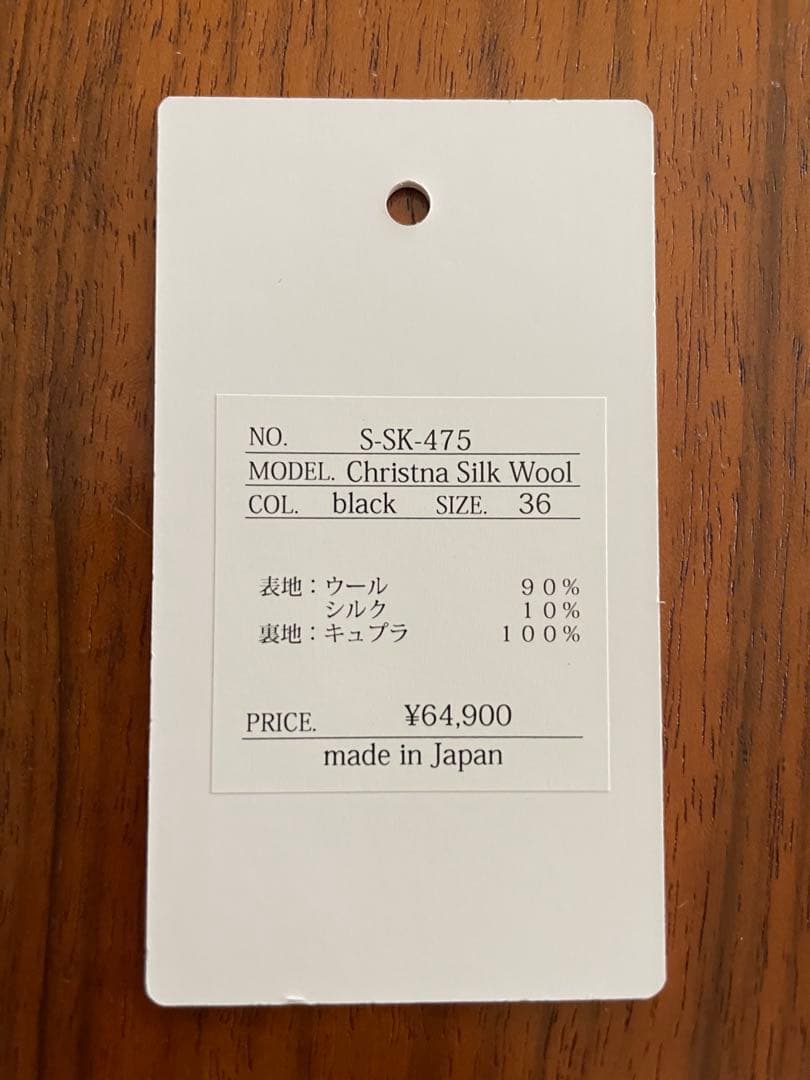 NO. S-SK-475
MODEL. Christna Silk Wool
COL. black SIZE. 36
表地：ウール 90%
シルク 10%
裏地：キュプラ 100%
PRICE. ¥64,900
made in Japan